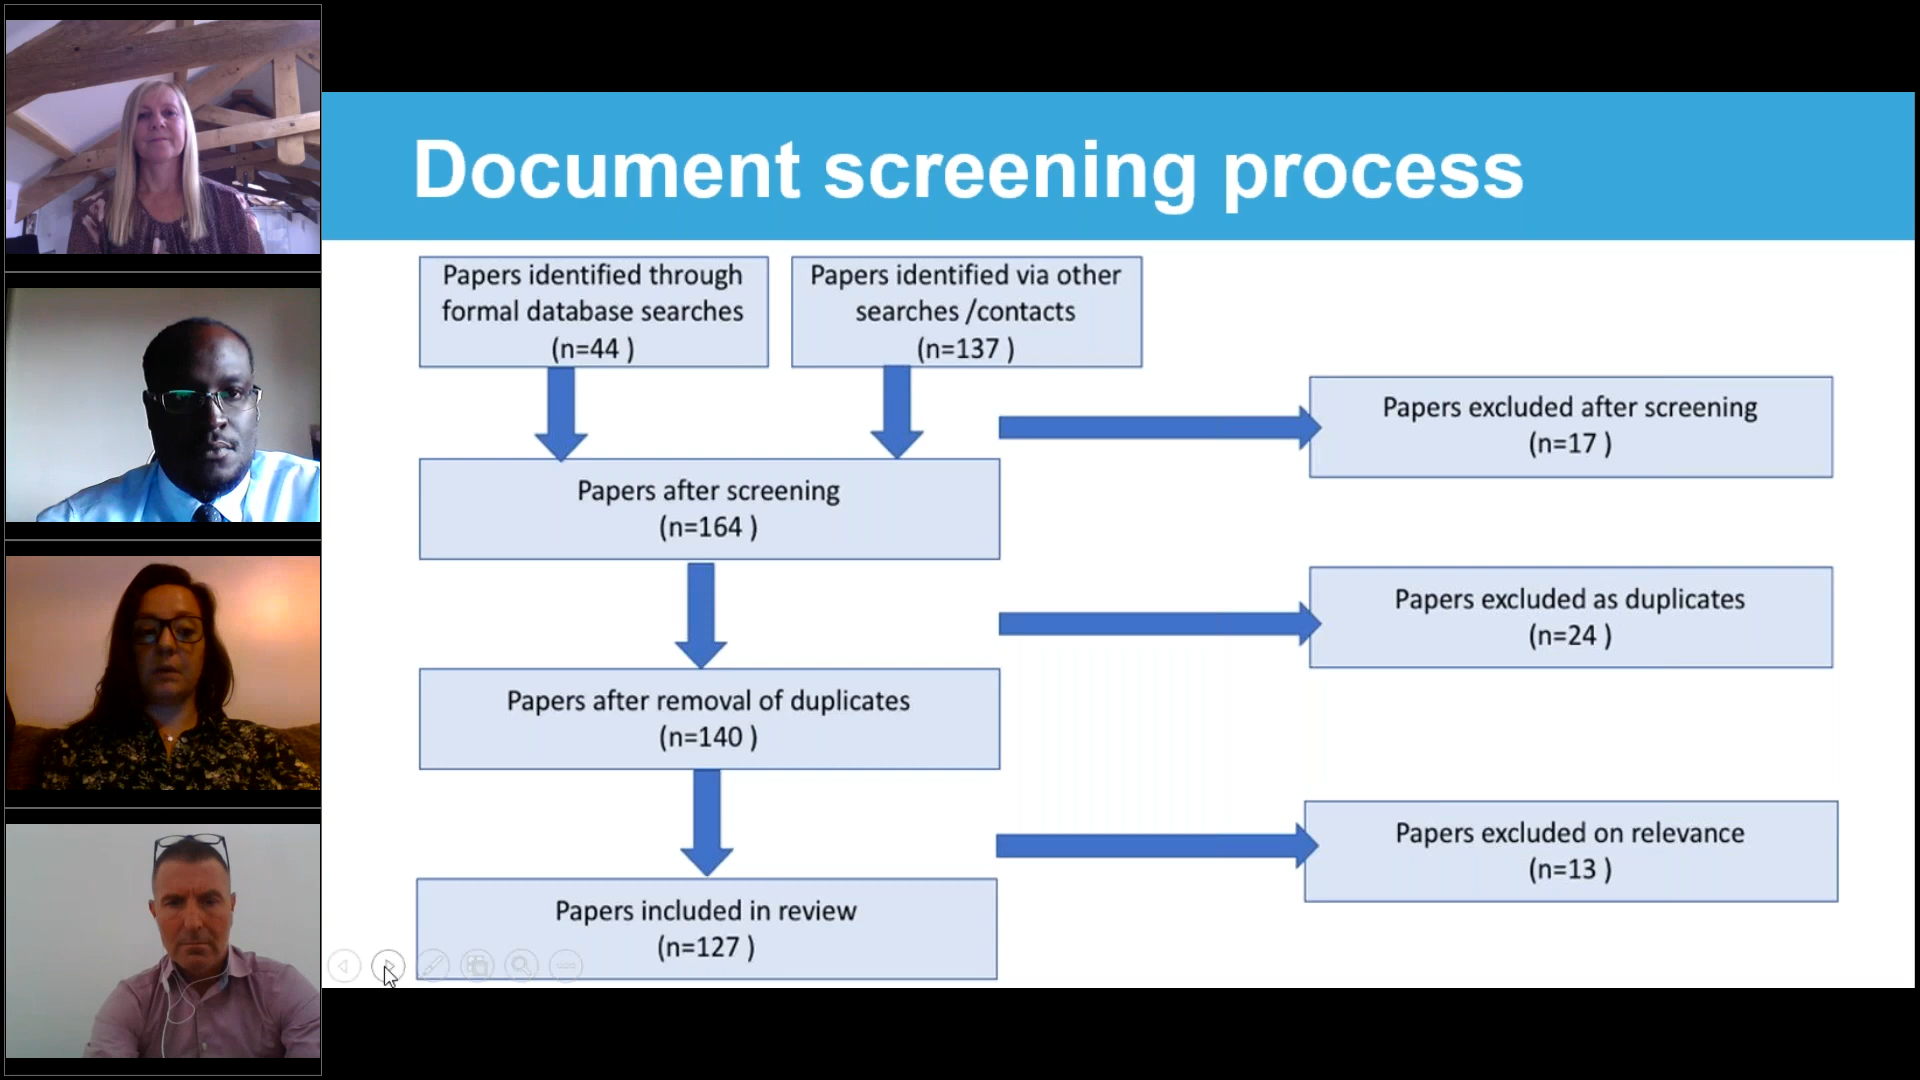 Document screening process
Papers identified through
formal database searches
(n=44 )
Papers identified via other
searches /contacts
(n=137 )
Papers excluded after screening
(n=17 )
Papers after screening
(n=164 )
Papers excluded as duplicates
(n=24 )
Papers after removal of duplicates
(n=140 )
Papers excluded on relevance
(n=13 )
Papers included in review
(n=127 )